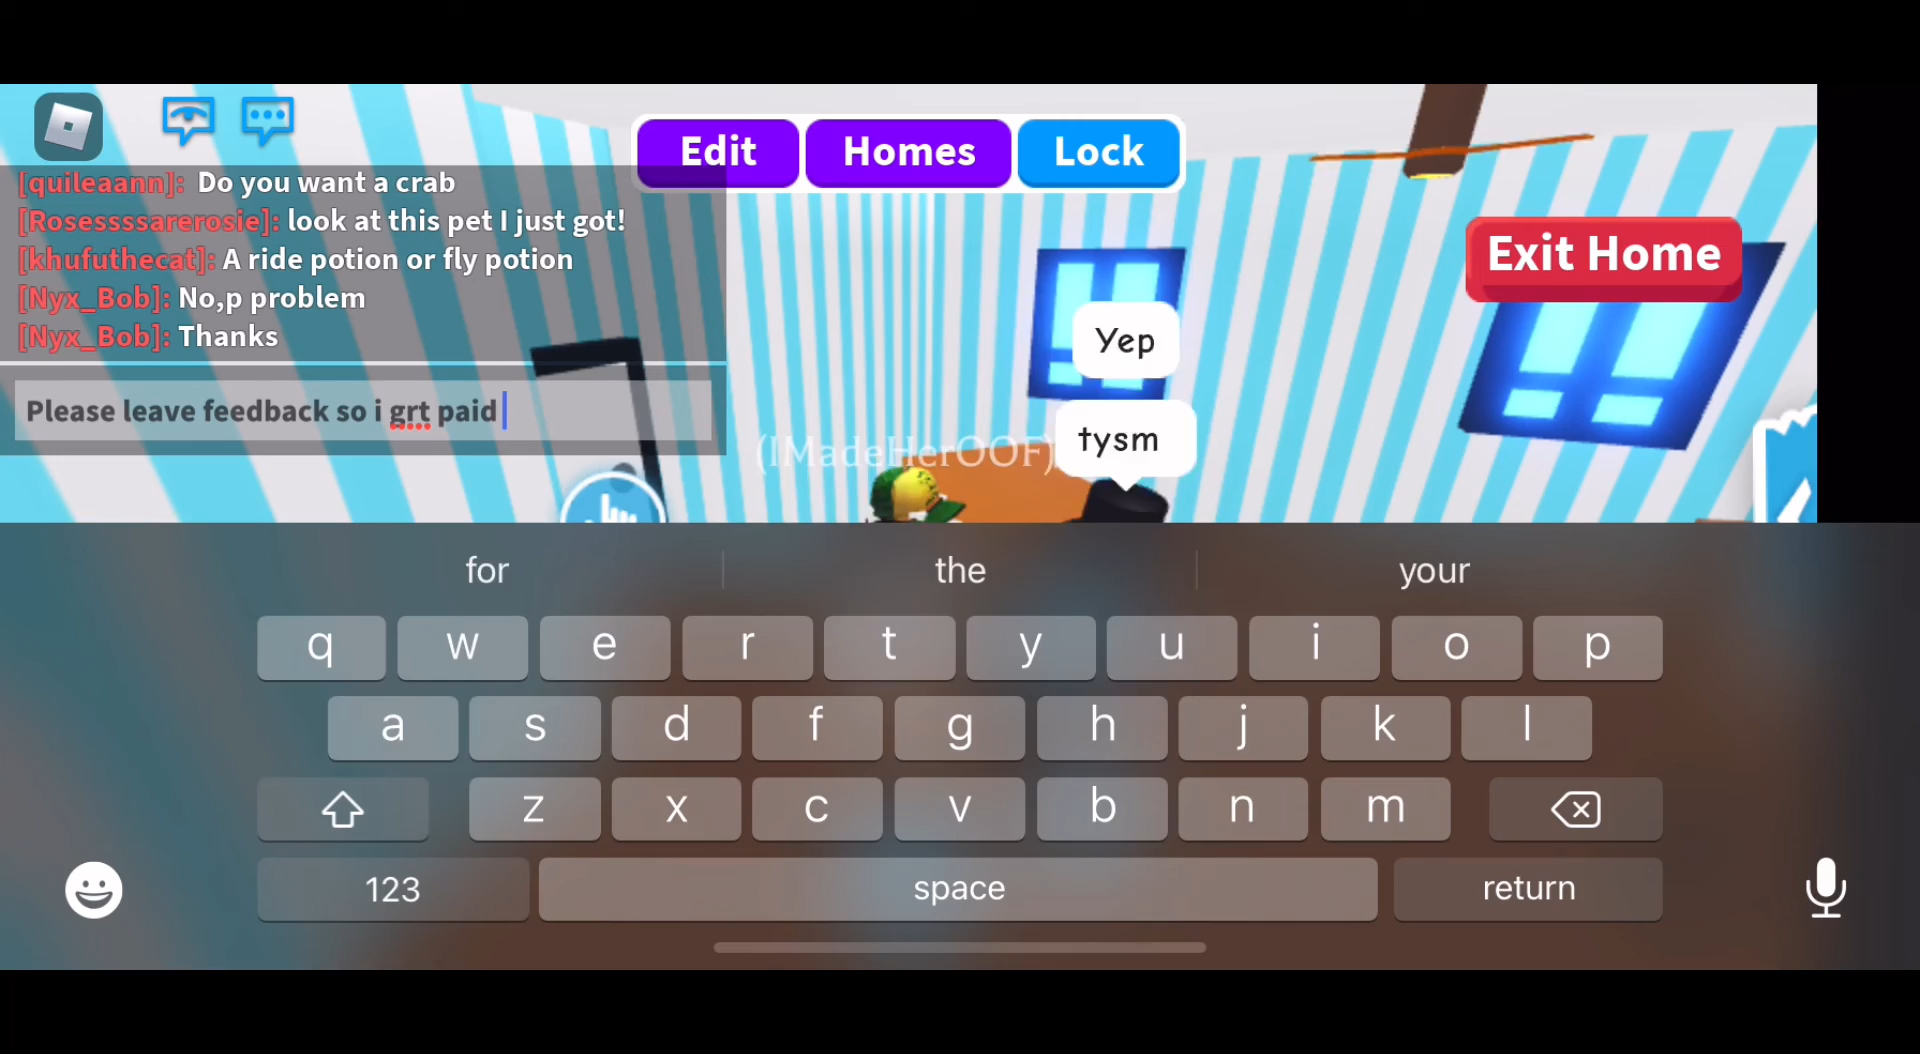 Edit Homes Lock
[quileaann]: Do you want a crab
[Rosessssarerosie]: look at this pet I just got!
[khufuthecat]: A ride potion or fly potion
[Nyx_Bob]: No,p problem
[Nyx_Bob]: Thanks
Exit Home
Yep
Please leave feedback so i grt paid
tysm
(IMadeHerOOF)
for the your
q w e r t y u i o p
a s d f g h j k l
z x c v b n m
123 space return